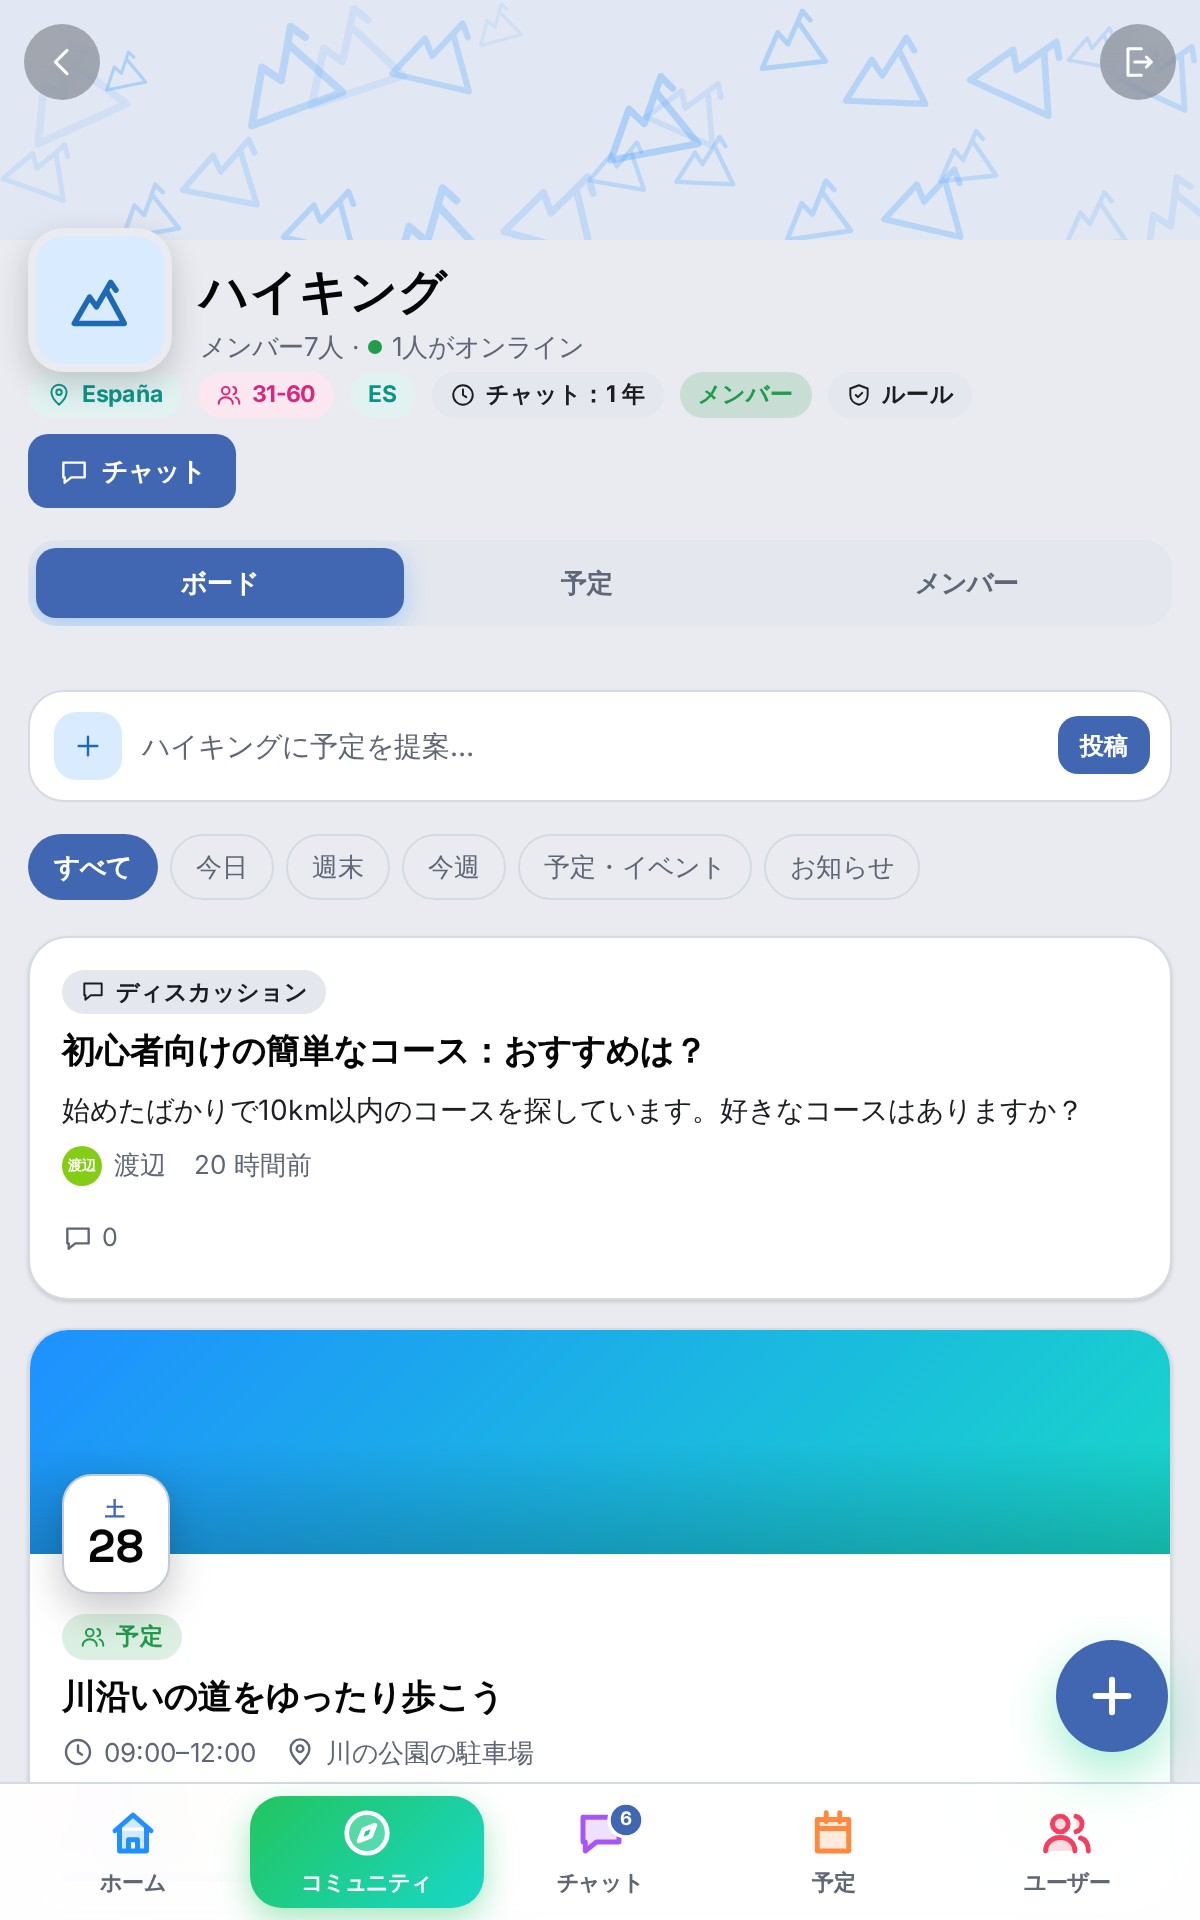 ハイキング
メンバー7人 · 1人がオンライン
España 31-60 ES チャット：1 年 メンバー ルール
チャット
ボード 予定 メンバー
ハイキングに予定を提案... 投稿
すべて 今日 週末 今週 予定・イベント お知らせ
ディスカッション
初心者向けの簡単なコース：おすすめは？
始めたばかりで10km以内のコースを探しています。好きなコースはありますか？
渡辺 渡辺 20 時間前
0
土
28
予定
川沿いの道をゆったり歩こう
09:00–12:00 川の公園の駐車場
6
ホーム コミュニティ チャット 予定 ユーザー